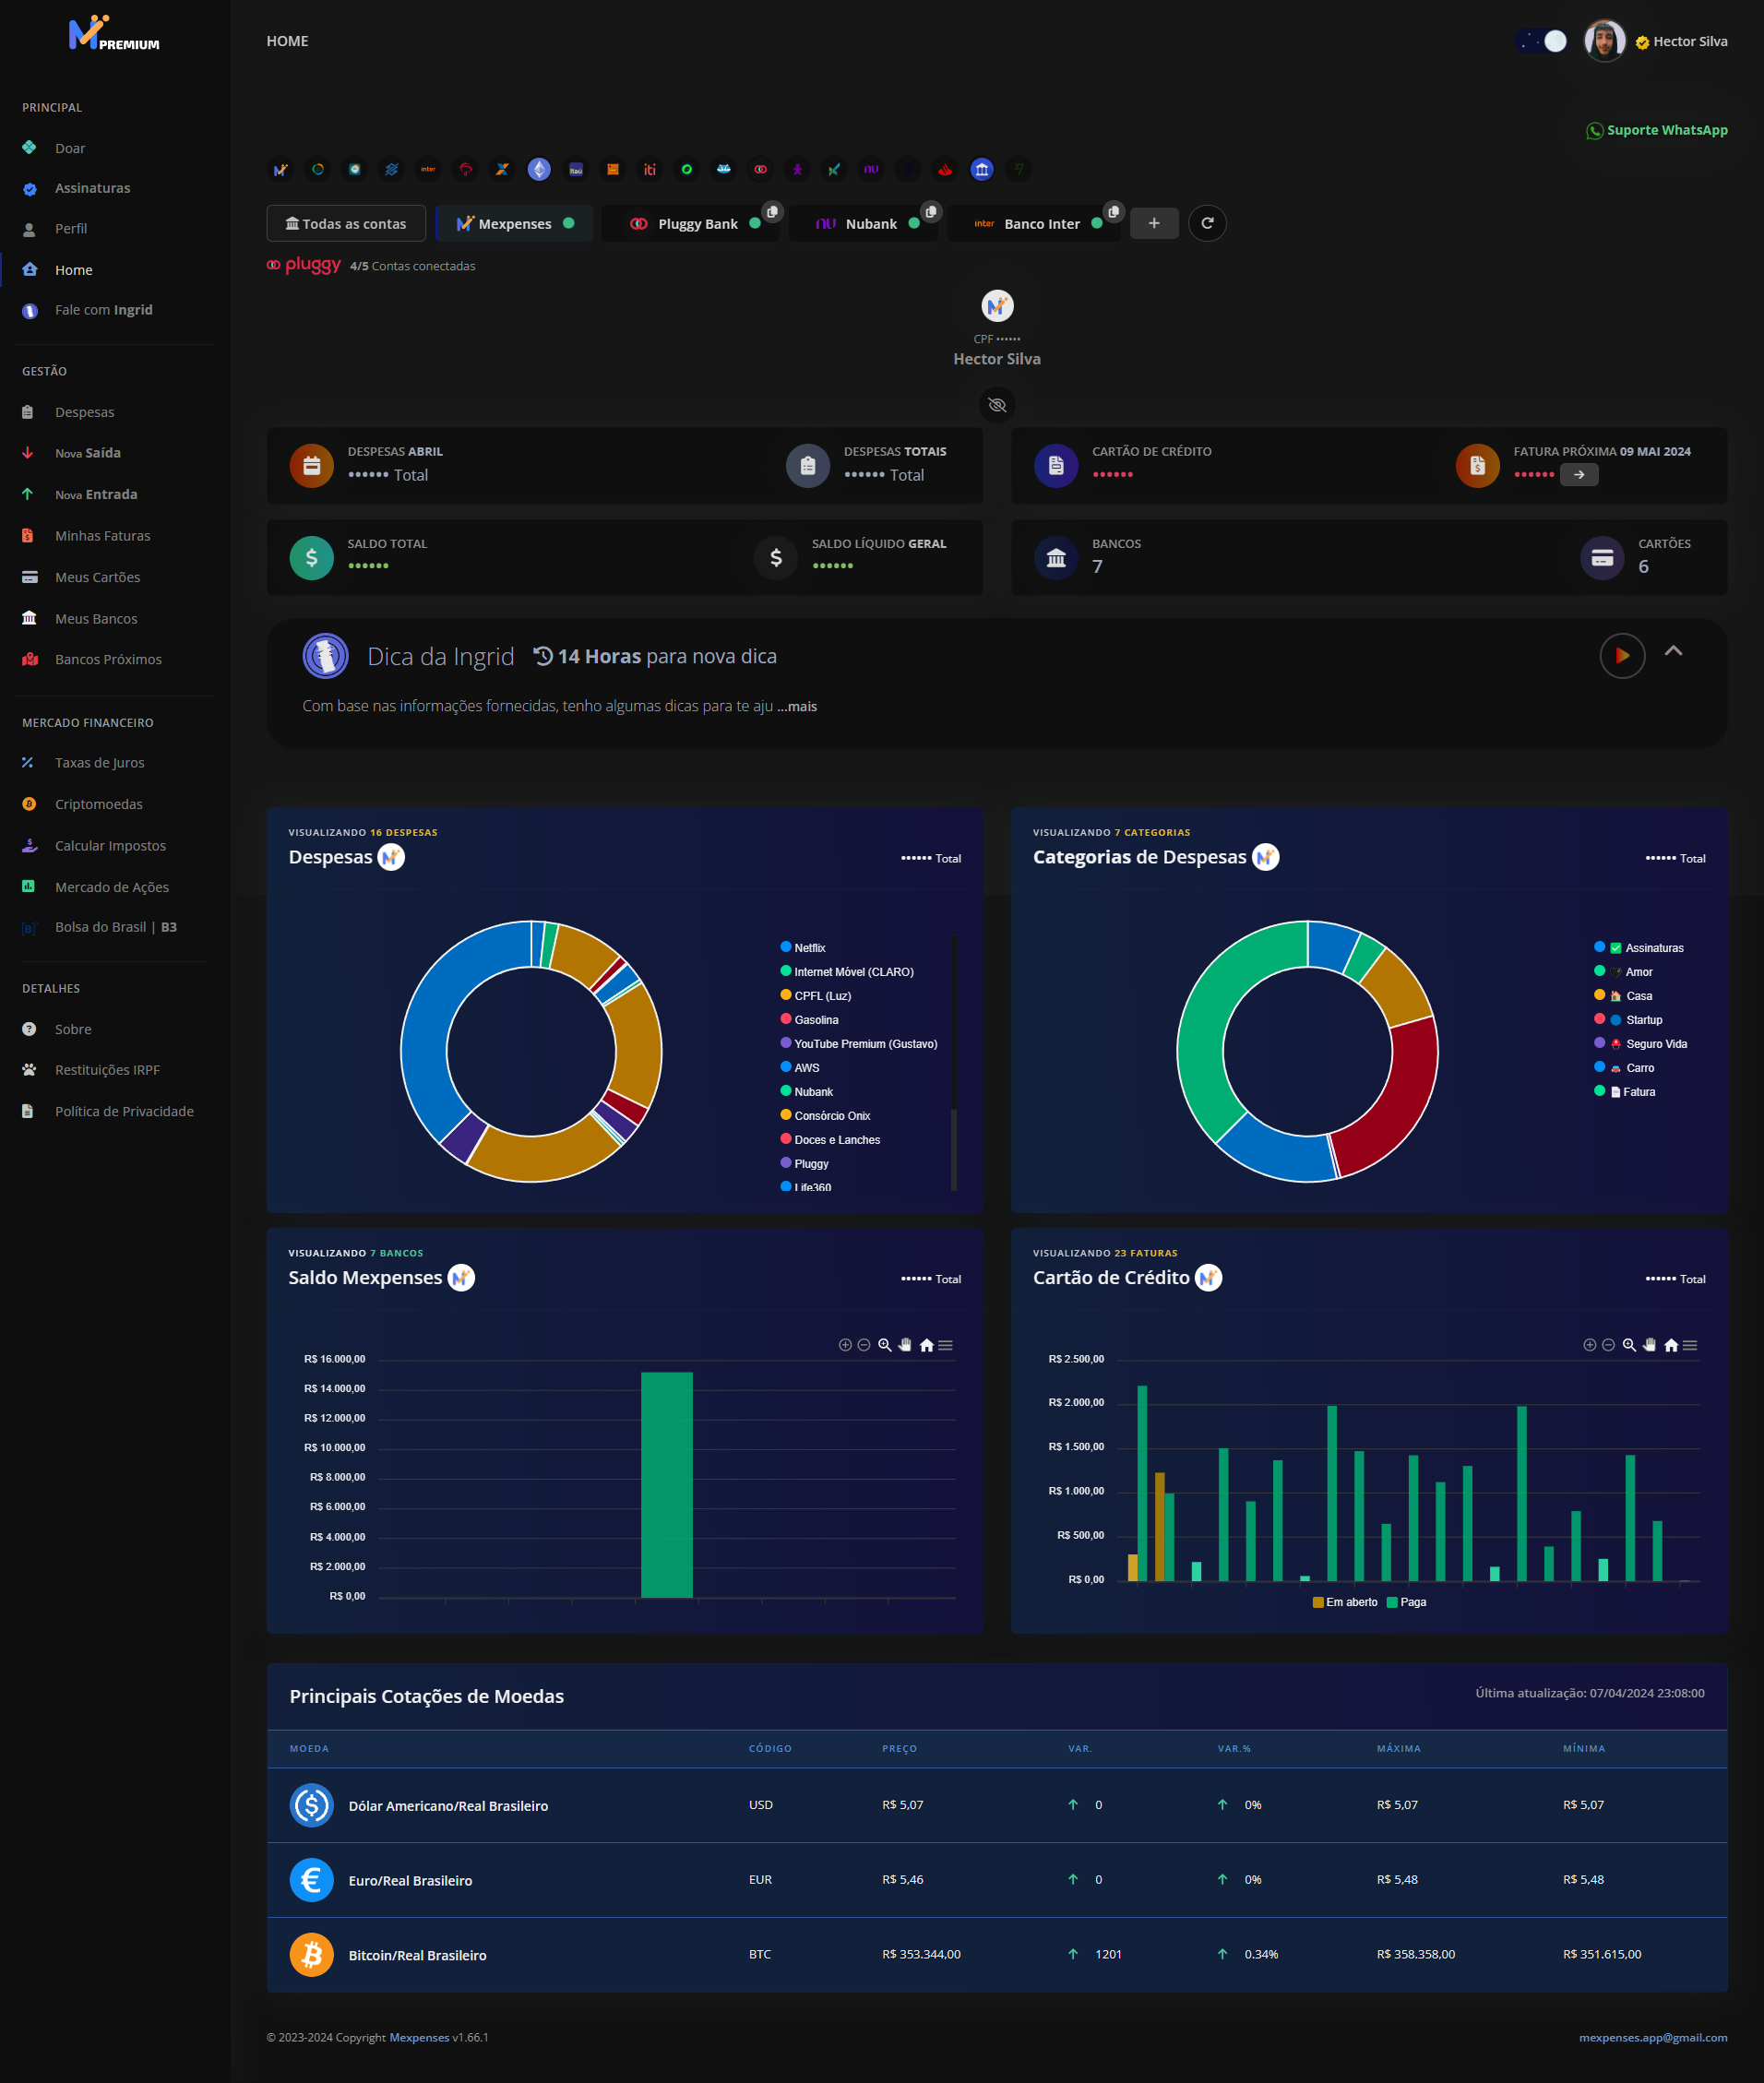 PREMIUM
HOME
Hector Silva
PRINCIPAL
Doar
Assinaturas
Perfil
Home
Fale com Ingrid
GESTÃO
Despesas
Nova Saída
Nova Entrada
Minhas Faturas
Meus Cartões
Meus Bancos
Bancos Próximos
MERCADO FINANCEIRO
Taxas de Juros
Criptomoedas
Calcular Impostos
Mercado de Ações
Bolsa do Brasil | B3
DETALHES
Sobre
Restituições IRPF
Política de Privacidade
Suporte WhatsApp
inter
Itaú
iti
nu
Todas as contas
Mexpenses
Pluggy Bank
nu Nubank
inter Banco Inter
+
pluggy 4/5 Contas conectadas
CPF ••••••
Hector Silva
DESPESAS ABRIL
•••••• Total
DESPESAS TOTAIS
•••••• Total
CARTÃO DE CRÉDITO
••••••
FATURA PRÓXIMA 09 MAI 2024
••••••
SALDO TOTAL
••••••
SALDO LÍQUIDO GERAL
••••••
BANCOS
7
CARTÕES
6
Dica da Ingrid 14 Horas para nova dica
Com base nas informações fornecidas, tenho algumas dicas para te aju ...mais
VISUALIZANDO 16 DESPESAS
Despesas
•••••• Total
Netflix
Internet Móvel (CLARO)
CPFL (Luz)
Gasolina
YouTube Premium (Gustavo)
AWS
Nubank
Consórcio Onix
Doces e Lanches
Pluggy
Life360
VISUALIZANDO 7 CATEGORIAS
Categorias de Despesas
•••••• Total
Assinaturas
Amor
Casa
Startup
Seguro Vida
Carro
Fatura
VISUALIZANDO 7 BANCOS
Saldo Mexpenses
•••••• Total
R$ 16.000,00
R$ 14.000,00
R$ 12.000,00
R$ 10.000,00
R$ 8.000,00
R$ 6.000,00
R$ 4.000,00
R$ 2.000,00
R$ 0,00
VISUALIZANDO 23 FATURAS
Cartão de Crédito
•••••• Total
R$ 2.500,00
R$ 2.000,00
R$ 1.500,00
R$ 1.000,00
R$ 500,00
R$ 0,00
Em aberto Paga
Principais Cotações de Moedas
Última atualização: 07/04/2024 23:08:00
MOEDA CÓDIGO PREÇO VAR. VAR.% MÁXIMA MÍNIMA
Dólar Americano/Real Brasileiro USD R$ 5,07 0 0% R$ 5,07 R$ 5,07
Euro/Real Brasileiro EUR R$ 5,46 0 0% R$ 5,48 R$ 5,48
Bitcoin/Real Brasileiro BTC R$ 353.344,00 1201 0.34% R$ 358.358,00 R$ 351.615,00
© 2023-2024 Copyright Mexpenses v1.66.1
mexpenses.app@gmail.com